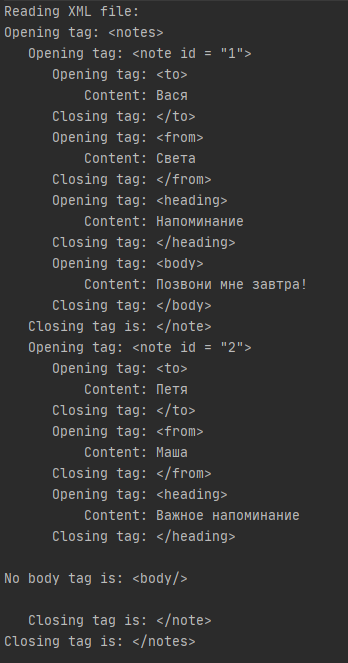 Reading XML file:
Opening tag: <notes>
   Opening tag: <note id = "1">
      Opening tag: <to>
          Content: Вася
      Closing tag: </to>
      Opening tag: <from>
          Content: Света
      Closing tag: </from>
      Opening tag: <heading>
          Content: Напоминание
      Closing tag: </heading>
      Opening tag: <body>
          Content: Позвони мне завтра!
      Closing tag: </body>
   Closing tag is: </note>
   Opening tag: <note id = "2">
      Opening tag: <to>
          Content: Петя
      Closing tag: </to>
      Opening tag: <from>
          Content: Маша
      Closing tag: </from>
      Opening tag: <heading>
          Content: Важное напоминание
      Closing tag: </heading>
No body tag is: <body/>
   Closing tag is: </note>
Closing tag is: </notes>